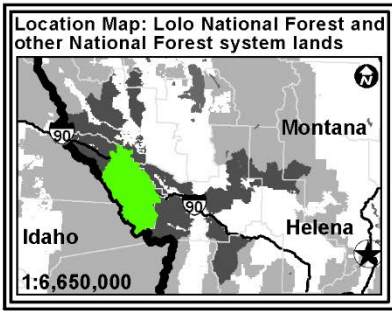 Location Map: Lolo National Forest and
other National Forest system lands
N
90
Montana
90
Idaho
Helena
1:6,650,000